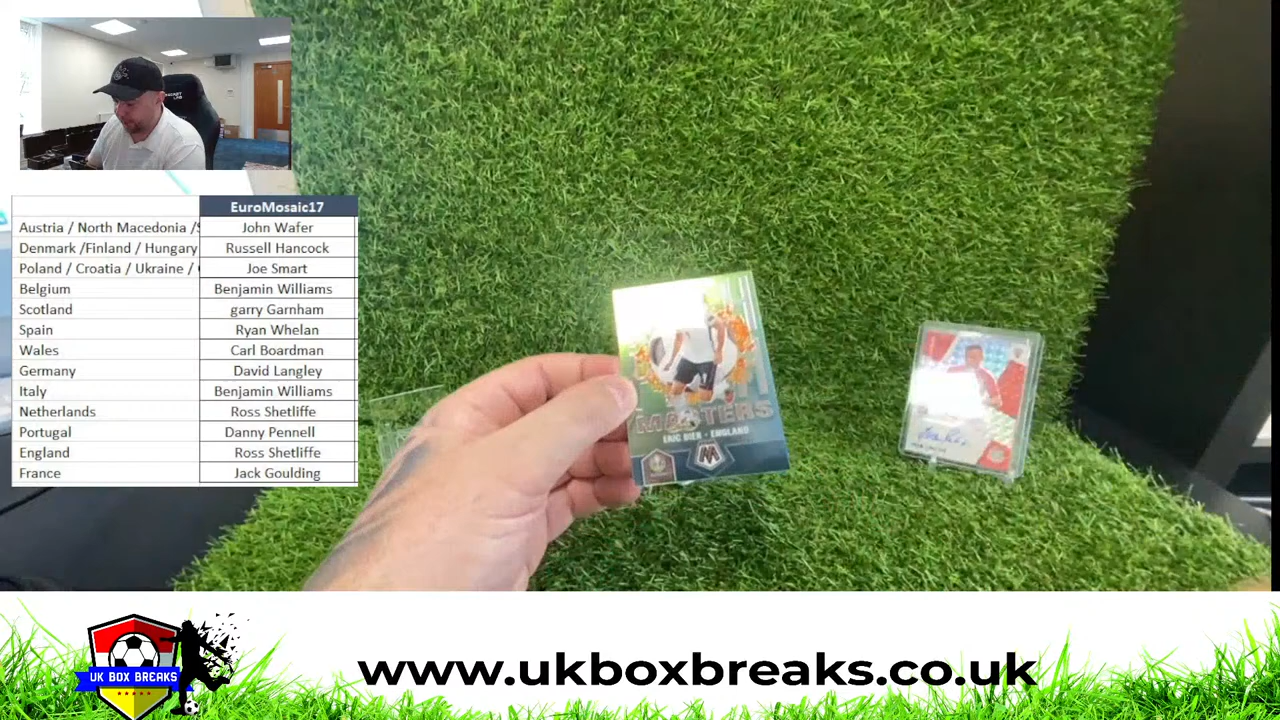 EuroMosaic17
Austria / North Macedonia /S John Wafer
Denmark /Finland / Hungary Russell Hancock
Poland / Croatia / Ukraine / Joe Smart
Belgium Benjamin Williams
Scotland garry Garnham
Spain Ryan Whelan
Wales Carl Boardman
Germany David Langley
Italy Benjamin Williams
Netherlands Ross Shetliffe
Portugal Danny Pennell
England Ross Shetliffe
France Jack Goulding
MASTERS
ERIC DIER · ENGLAND
UK BOX BREAKS
www.ukboxbreaks.co.uk